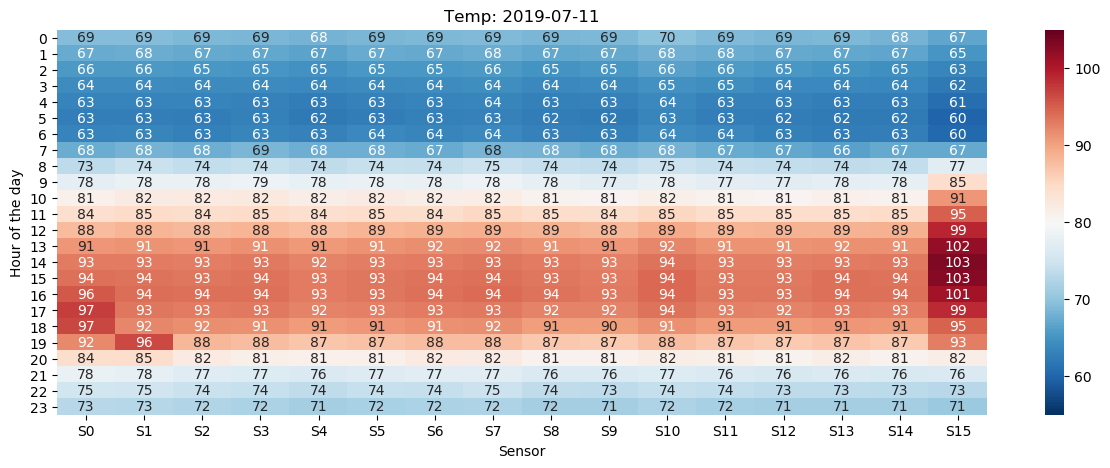 Temp: 2019-07-11
0 69 69 69 69 68 69 69 69 69 69 70 69 69 69 68 67
1 67 68 67 67 67 67 67 68 67 67 68 68 67 67 67 65
2 66 66 65 65 65 65 65 66 65 65 66 66 65 65 65 63
3 64 64 64 64 64 64 64 64 64 64 65 65 64 64 64 62
4 63 63 63 63 63 63 63 63 63 63 64 63 63 63 63 61
5 63 63 63 63 62 63 63 63 62 62 63 63 62 62 62 60
6 63 63 63 63 63 64 64 64 63 63 64 64 63 63 63 60
7 68 68 68 69 68 68 67 68 68 68 68 67 67 66 67 67
8 73 74 74 74 74 74 74 75 74 74 75 74 74 74 74 77
9 78 78 78 79 78 78 78 78 78 77 78 77 77 78 78 85
10 81 82 82 82 82 82 82 82 81 81 82 81 81 81 81 91
11 84 85 84 85 84 85 84 85 85 84 85 85 85 85 85 95
12 88 88 88 88 88 89 89 89 89 88 89 89 89 89 89 99
13 91 91 91 91 91 91 92 92 91 91 92 91 91 92 91 102
14 93 93 93 93 92 93 93 93 93 93 94 93 93 93 93 103
15 94 94 93 93 93 93 94 94 94 93 94 93 93 94 94 103
16 96 94 94 94 93 93 94 94 94 93 94 93 93 94 94 101
17 97 93 93 93 92 93 93 93 92 92 94 93 92 93 93 99
18 97 92 92 91 91 91 91 92 91 90 91 91 91 91 91 95
19 92 96 88 88 87 87 88 88 87 87 88 87 87 87 87 93
20 84 85 82 81 81 81 82 82 81 81 82 81 81 82 81 82
21 78 78 77 77 76 77 77 77 76 76 77 76 76 76 76 76
22 75 75 74 74 74 74 74 75 74 73 74 74 73 73 73 73
23 73 73 72 72 71 72 72 72 72 71 72 72 71 71 71 71
S0 S1 S2 S3 S4 S5 S6 S7 S8 S9 S10 S11 S12 S13 S14 S15
Sensor
Hour of the day
100
90
80
70
60